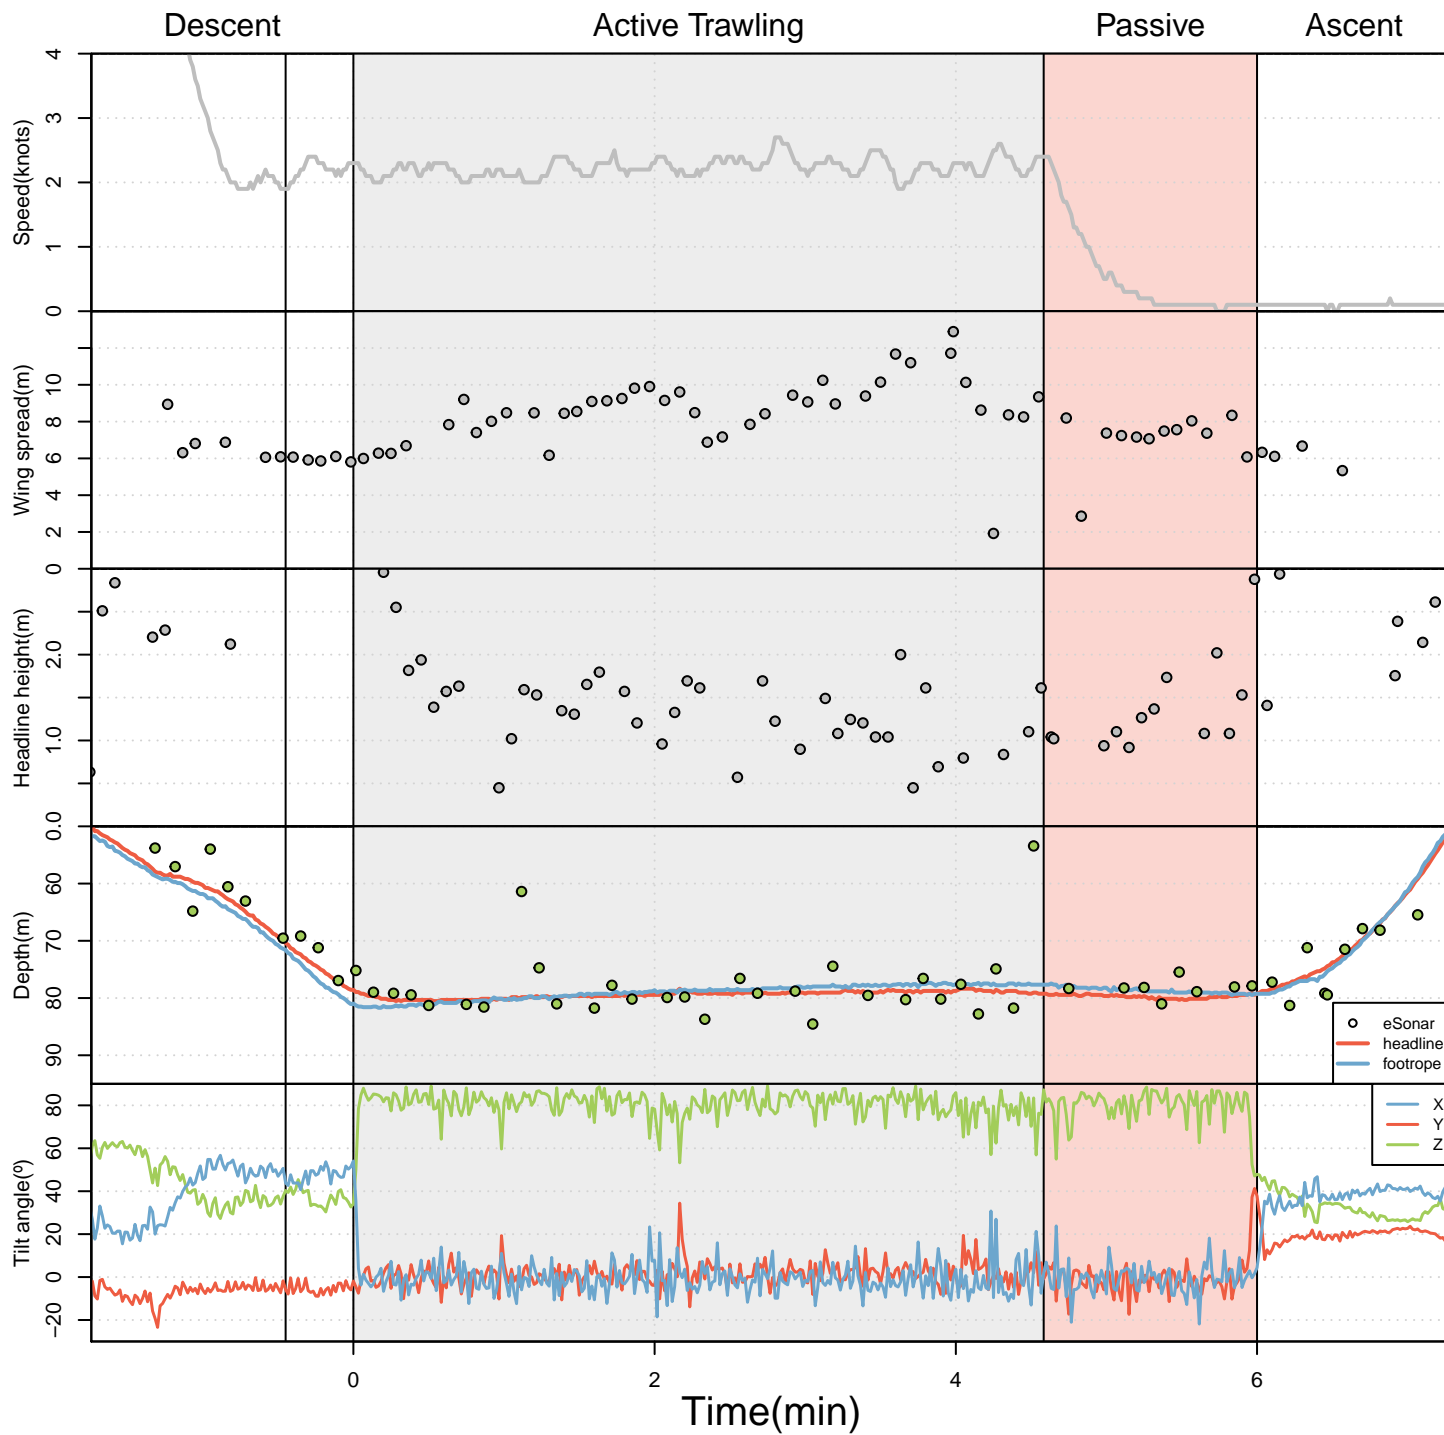 Descent Active Trawling Passive Ascent
Speed(knots)
4
3
2
1
0
Wing spread(m)
10
8
6
4
2
0
Headline height(m
2.0
1.0
0.0
Depth(m)
60
70
80
90
eSonar
headline
footrope
Tilt angle(º)
80
60
40
20
0
−20
X
Y
Z
0 2 4 6
Time(min)